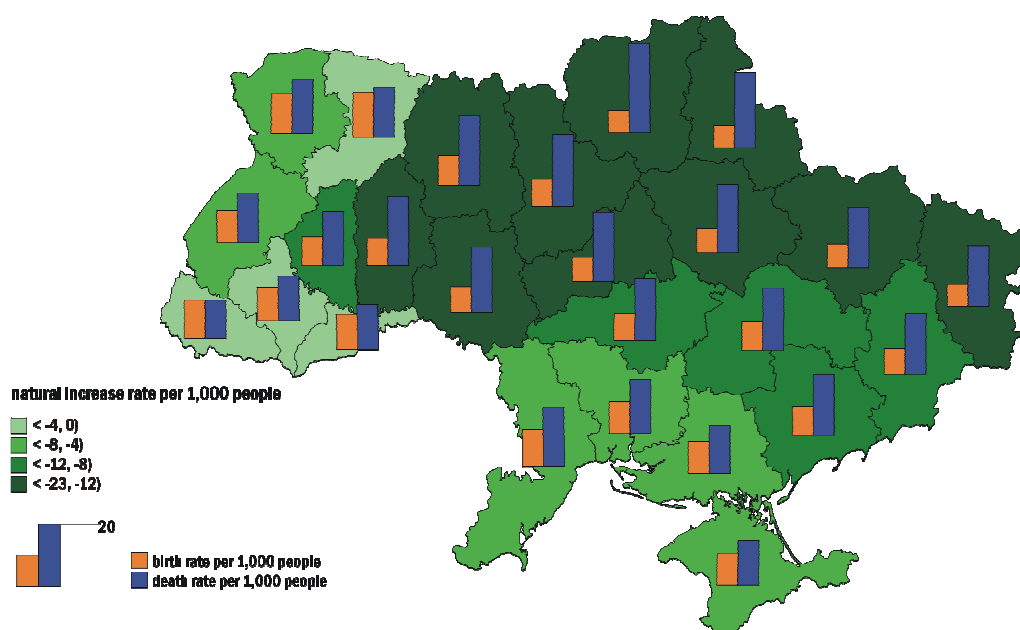 natural increase rate per 1,000 people
< -4, 0)
< -8, -4)
< -12, -8)
< -23, -12)
20
birth rate per 1,000 people
death rate per 1,000 people